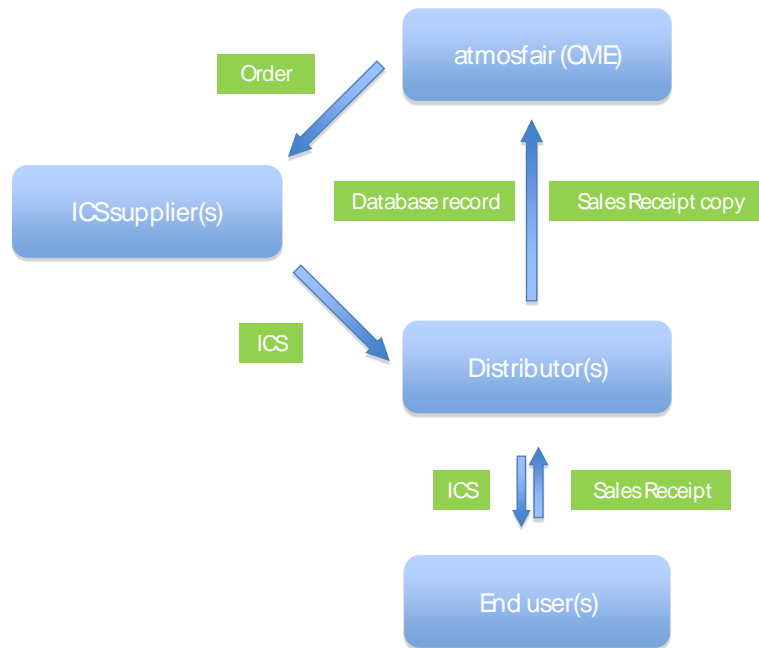 atmosfair (CME)
Order
ICSsupplier(s)
Database record
Sales Receipt copy
ICS
Distributor(s)
ICS
Sales Receipt
End user(s)